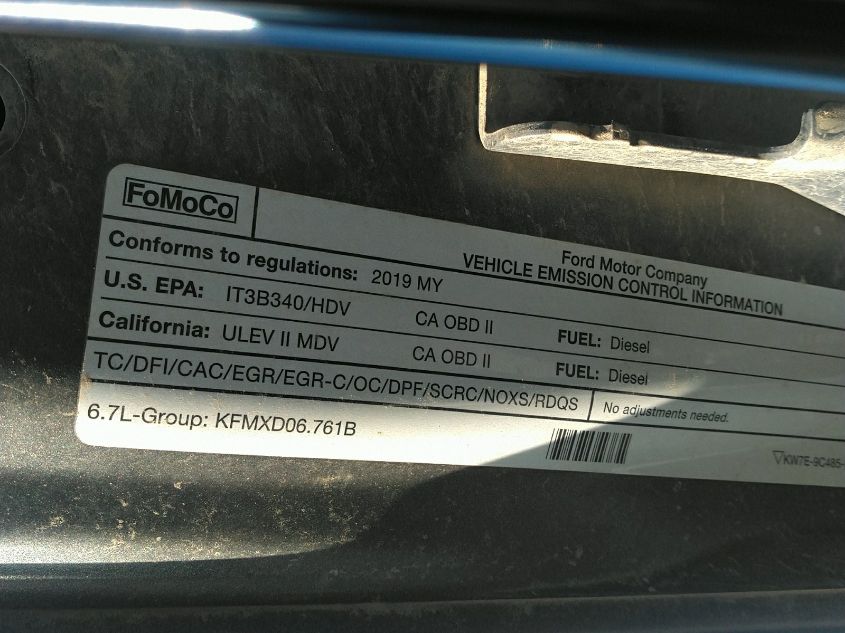 FoMoCo
Ford Motor Company
VEHICLE EMISSION CONTROL INFORMATION
Conforms to regulations: 2019 MY
U.S. EPA: IT3B340/HDV CA OBD II FUEL: Diesel
California: ULEV II MDV CA OBD II FUEL: Diesel
TC/DFI/CAC/EGR/EGR-C/OC/DPF/SCRC/NOXS/RDQS No adjustments needed.
6.7L-Group: KFMXD06.761B
KW7E-9C485-